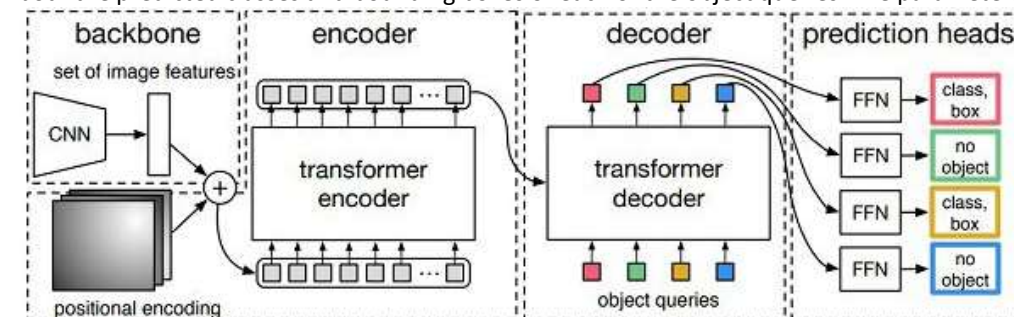 backbone
encoder
decoder
prediction heads
set of image features
CNN
+
positional encoding
transformer
encoder
...
...
transformer
decoder
object queries
FFN
class,
box
FFN
no
object
FFN
class,
box
FFN
no
object